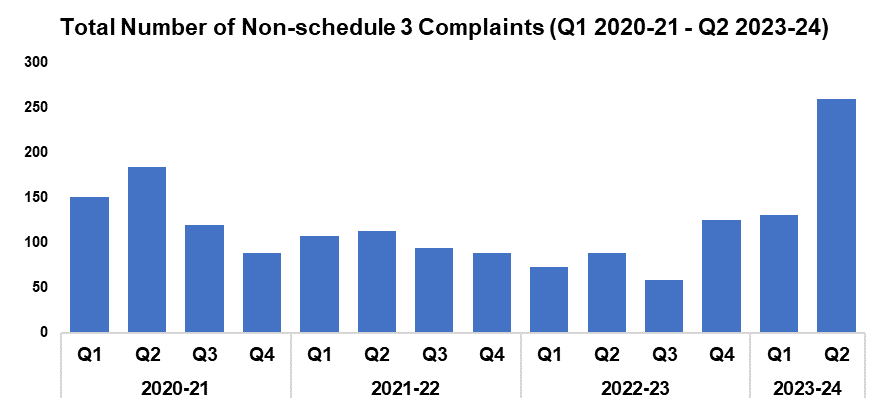 Total Number of Non-schedule 3 Complaints (Q1 2020-21 - Q2 2023-24)
300
250
200
150
100
50
0
Q1 Q2 Q3 Q4 Q1 Q2 Q3 Q4 Q1 Q2 Q3 Q4 Q1 Q2
2020-21 2021-22 2022-23 2023-24